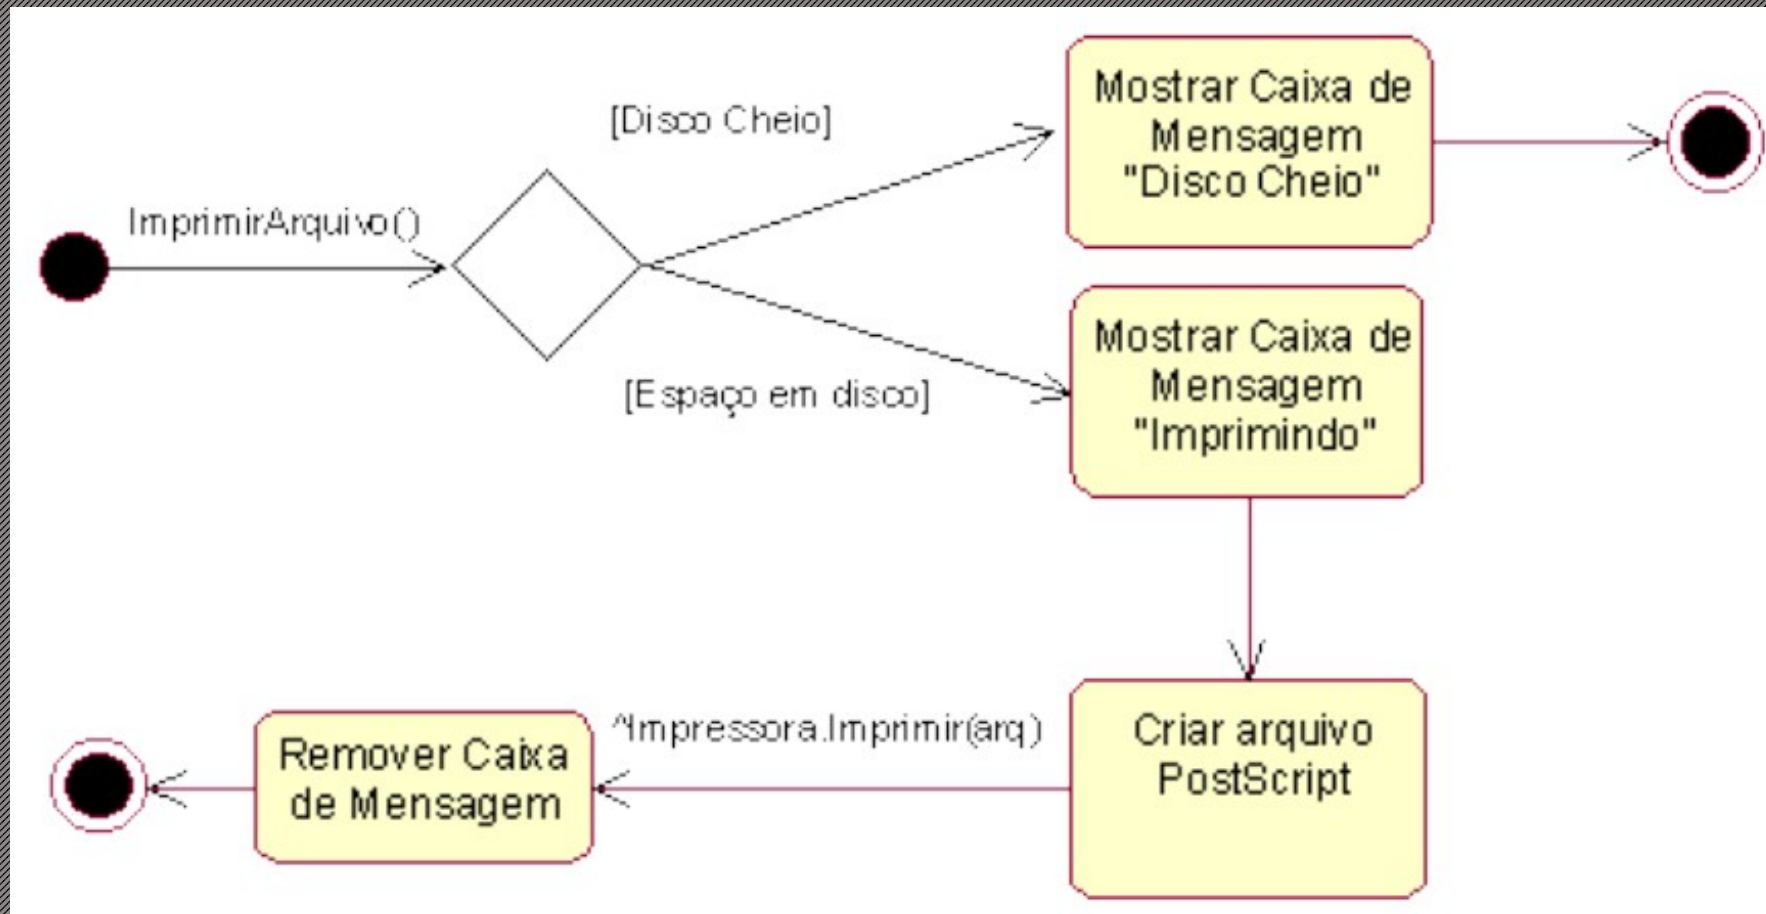 [Disco Cheio]
Mostrar Caixa de
Mensagem
"Disco Cheio"
ImprimirArquivo()
[Espaço em disco]
Mostrar Caixa de
Mensagem
"Imprimindo"
Remover Caixa
de Mensagem
^Impressora.Imprimir(arq)
Criar arquivo
PostScript